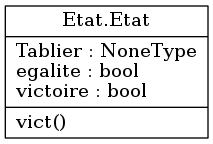 Etat.Etat
Tablier : NoneType
egalite : bool
victoire : bool
vict()